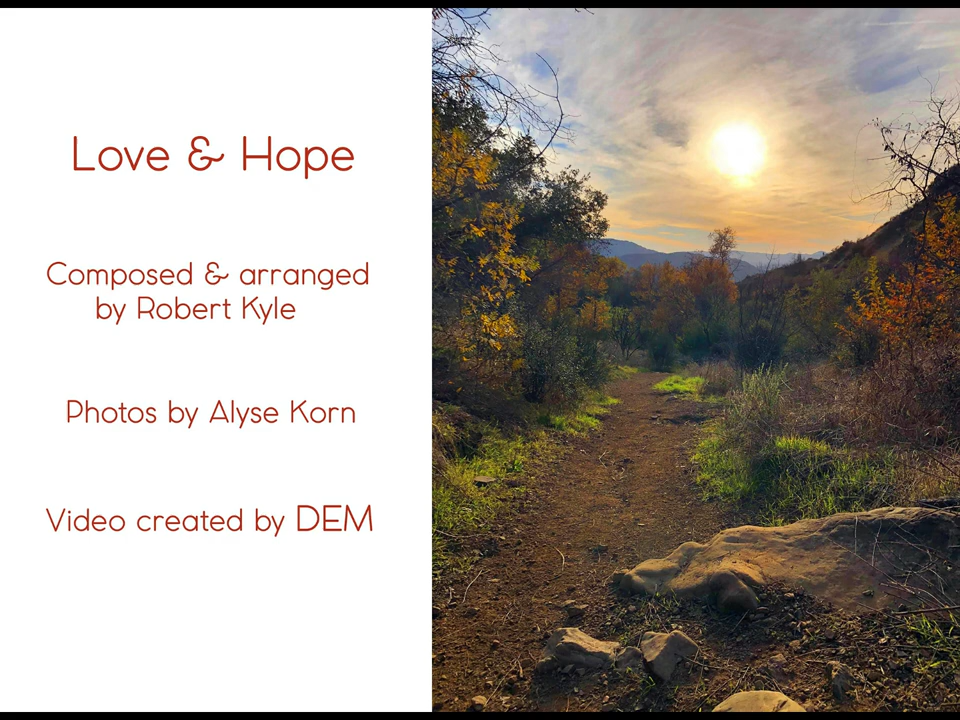 Love & Hope
Composed & arranged
by Robert Kyle
Photos by Alyse Korn
Video created by DEM